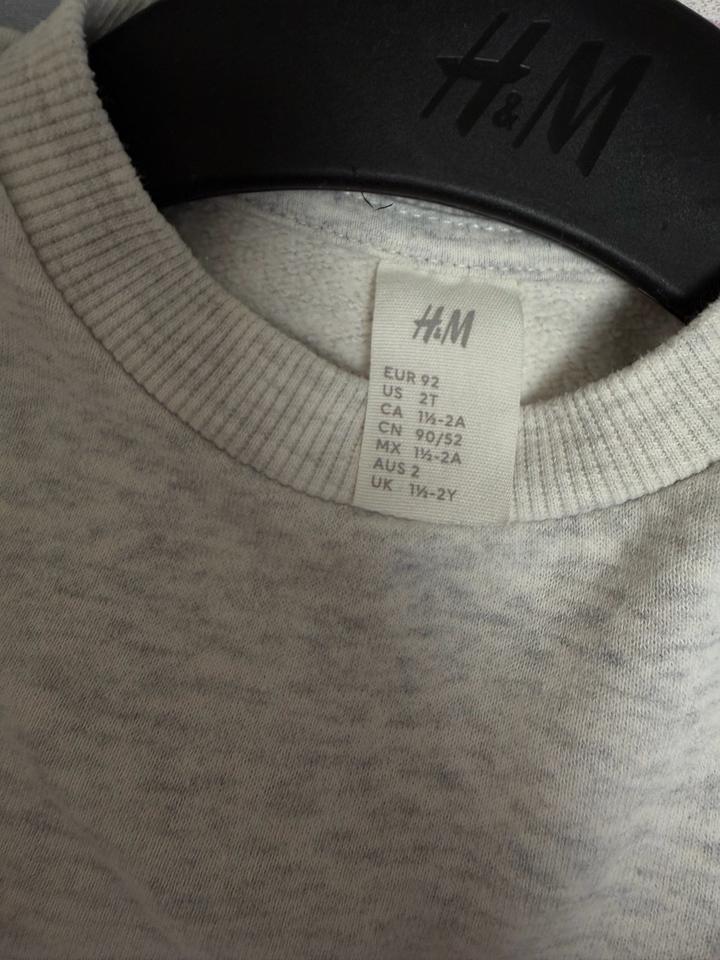 H&M
H&M
EUR 92
US 2T
CA 1½-2A
CN 90/52
MX 1½-2A
AUS 2
UK 1½-2Y